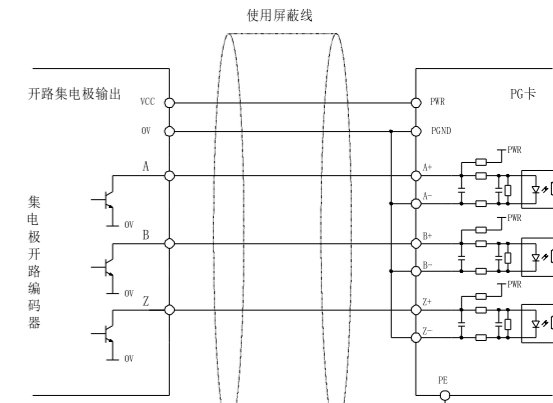 使用屏蔽线
开路集电极输出
PG卡
VCC
PWR
0V
PGND
PWR
A
A+
A-
集电极开路编码器
0V
PWR
B
B+
B-
0V
PWR
Z
Z+
Z-
0V
PE